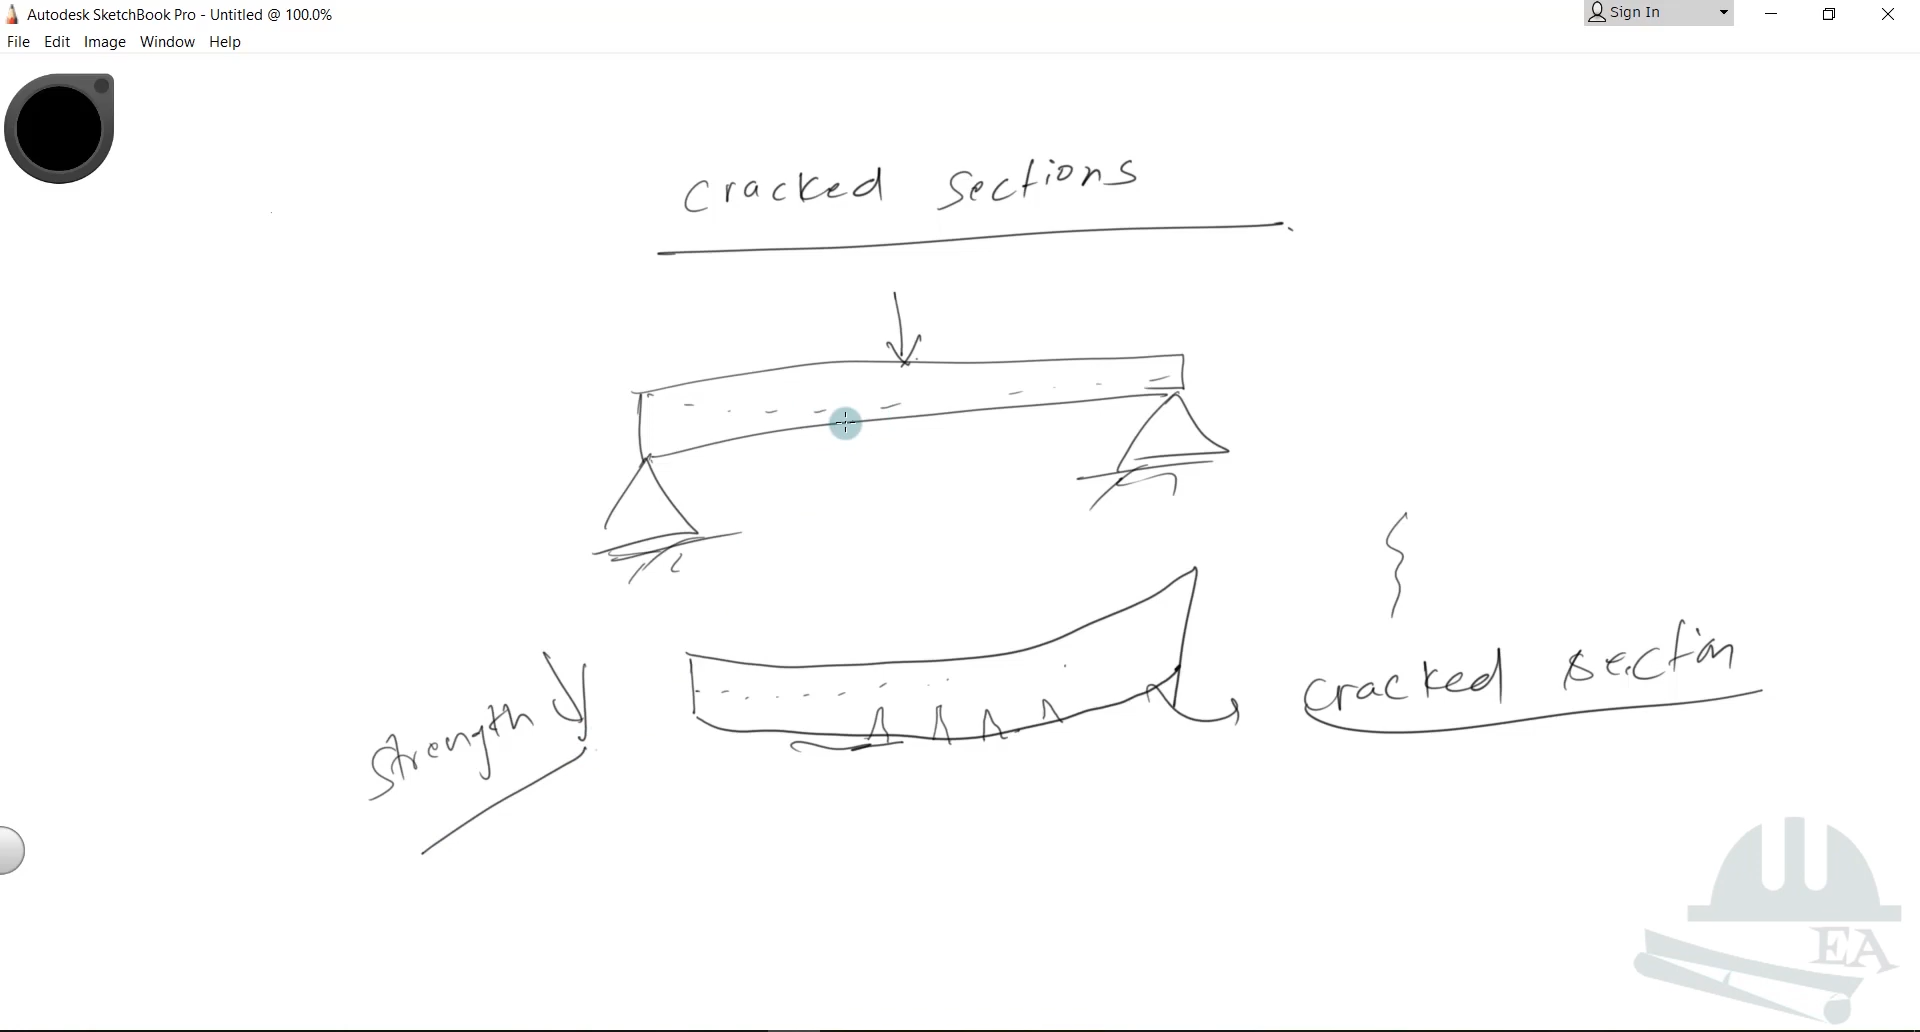 Autodesk SketchBook Pro - Untitled @ 100.0%
Sign In
File Edit Image Window Help
Cracked Sections
Strength
Cracked Section
EA